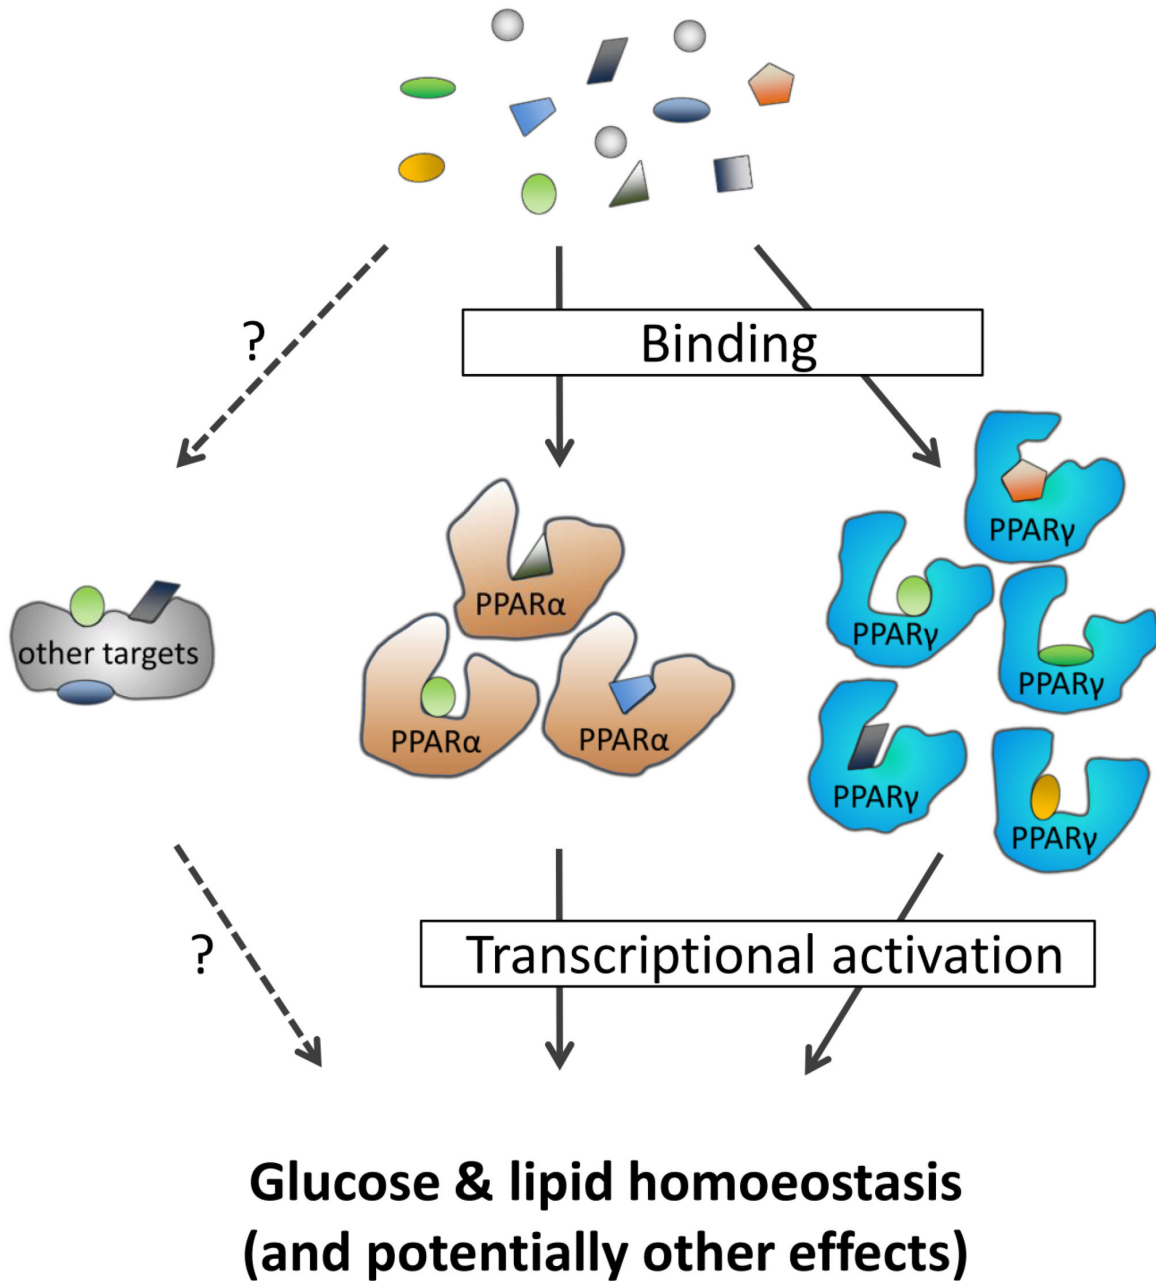 ?
Binding
PPARγ
PPARα
PPARγ
other targets
PPARγ
PPARα
PPARα
PPARγ
PPARγ
?
Transcriptional activation
Glucose & lipid homoeostasis
(and potentially other effects)